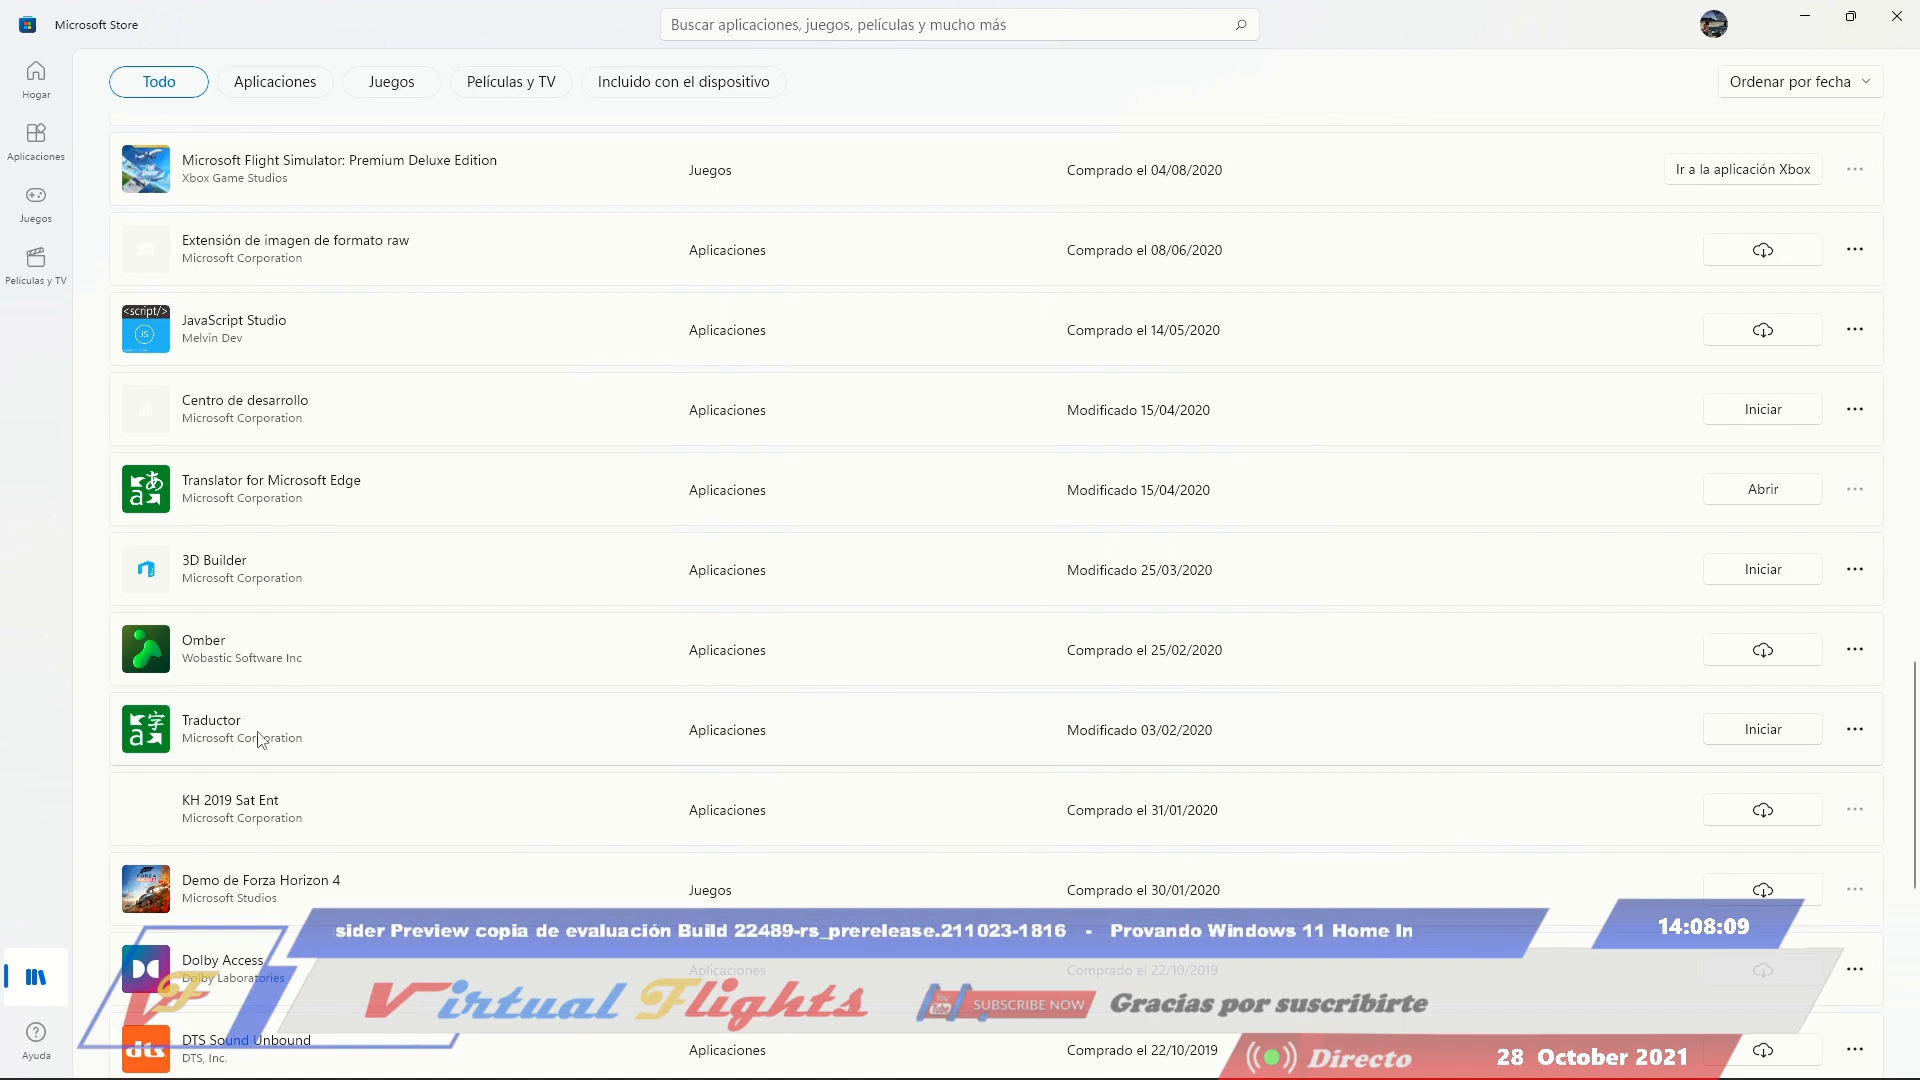 Microsoft Store
Buscar aplicaciones, juegos, películas y mucho más
Hogar
Aplicaciones
Juegos
Películas y TV
Todo
Aplicaciones
Juegos
Películas y TV
Incluido con el dispositivo
Ordenar por fecha
Microsoft Flight Simulator: Premium Deluxe Edition
Xbox Game Studios
Juegos
Comprado el 04/08/2020
Ir a la aplicación Xbox
Extensión de imagen de formato raw
Microsoft Corporation
Aplicaciones
Comprado el 08/06/2020
<script/>
JS
JavaScript Studio
Melvin Dev
Aplicaciones
Comprado el 14/05/2020
Centro de desarrollo
Microsoft Corporation
Aplicaciones
Modificado 15/04/2020
Iniciar
a あ
Translator for Microsoft Edge
Microsoft Corporation
Aplicaciones
Modificado 15/04/2020
Abrir
3D Builder
Microsoft Corporation
Aplicaciones
Modificado 25/03/2020
Iniciar
Omber
Wobastic Software Inc
Aplicaciones
Comprado el 25/02/2020
a 字
Traductor
Microsoft Corporation
Aplicaciones
Modificado 03/02/2020
Iniciar
KH 2019 Sat Ent
Microsoft Corporation
Aplicaciones
Comprado el 31/01/2020
FORZA
Demo de Forza Horizon 4
Microsoft Studios
Juegos
Comprado el 30/01/2020
sider Preview copia de evaluación Build 22489-rs_prerelease.211023-1816 - Provando Windows 11 Home In
14:08:09
Dolby Access
Dolby Laboratories
Aplicaciones
Comprado el 22/10/2019
VF
Virtual Flights
You Tube
SUBSCRIBE NOW
Gracias por suscribirte
dts
DTS Sound Unbound
DTS, Inc.
Aplicaciones
Comprado el 22/10/2019
Directo
28 October 2021
Ayuda